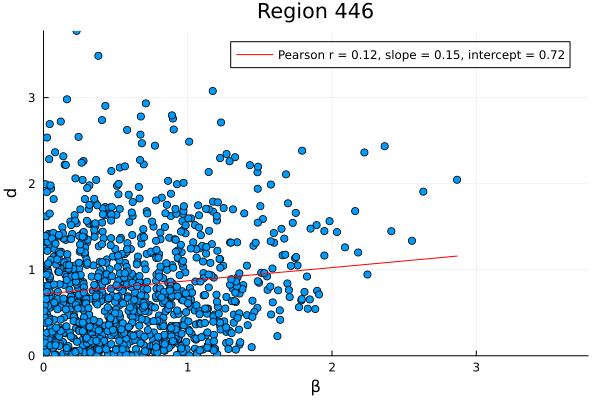 Region 446
Pearson r = 0.12, slope = 0.15, intercept = 0.72
d
3
2
1
0
0 1 2 3
β